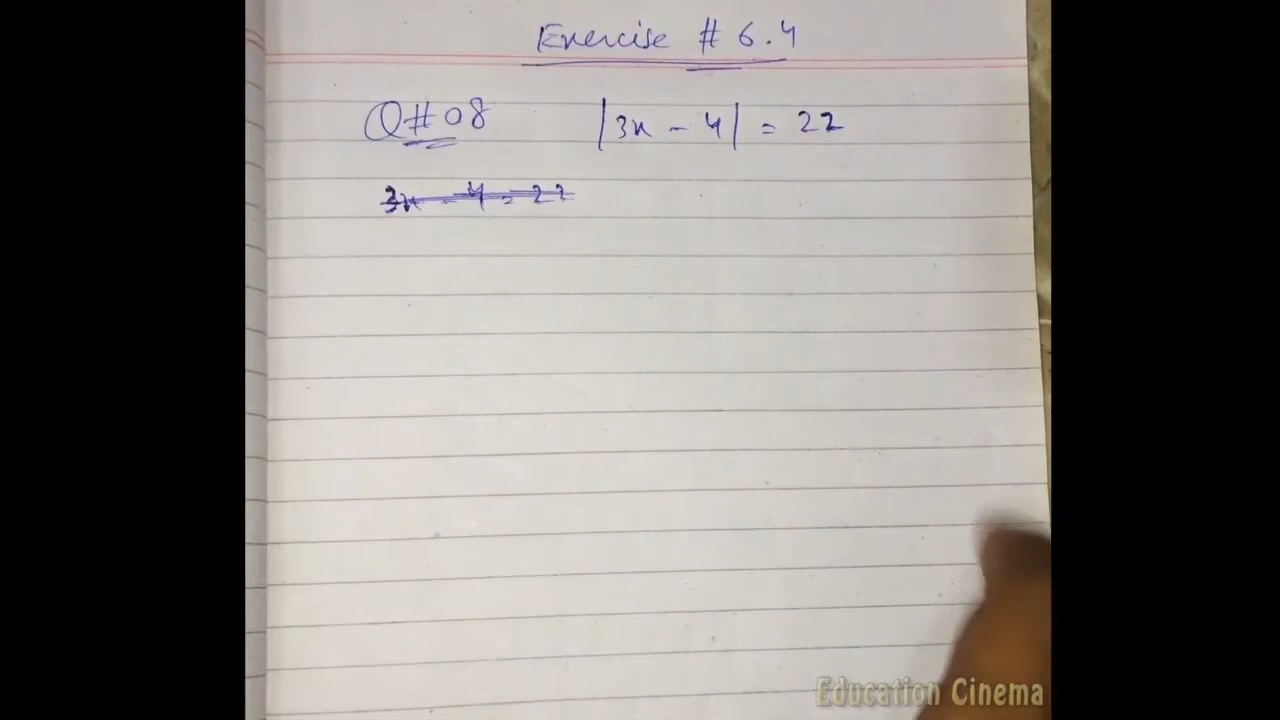 Exercise # 6.4
Q#08 |3x - 4| = 22
3x - 4 = 22
Education Cinema